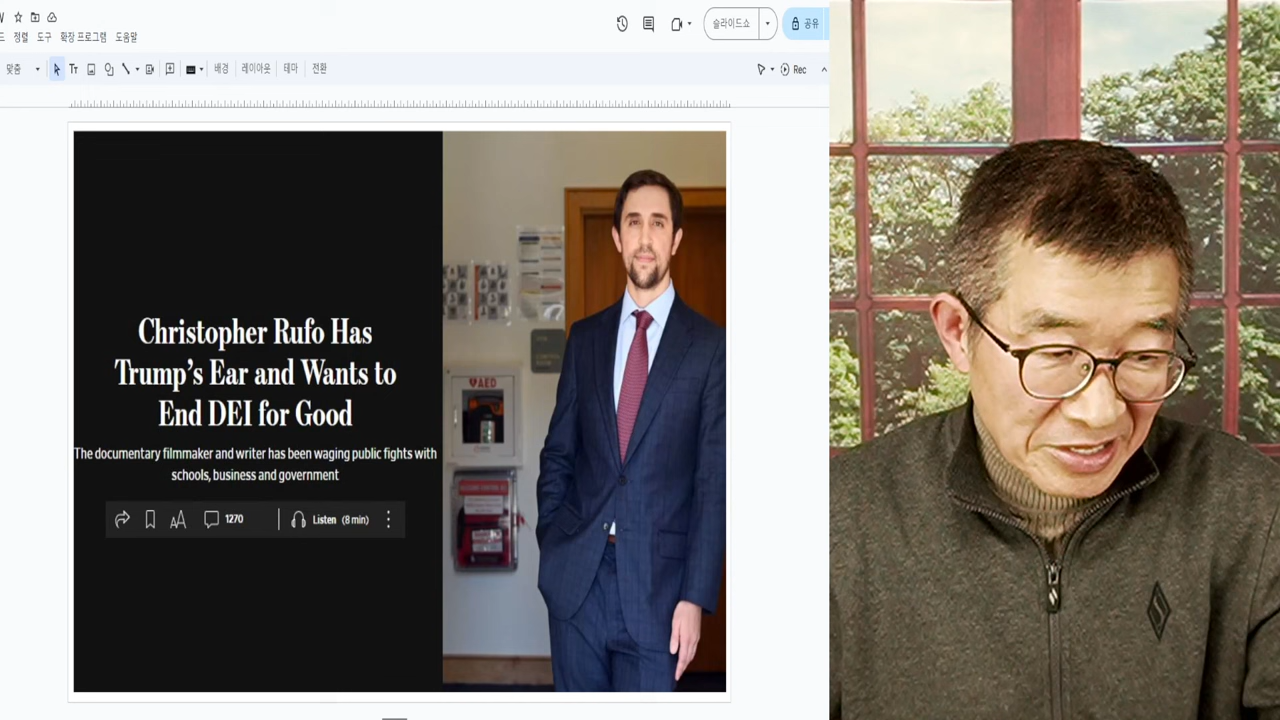 슬라이드쇼
공유
정렬 도구 확장 프로그램 도움말
맞춤
Tт
배경 레이아웃 테마 전환
Rec
AED
Christopher Rufo Has
Trump’s Ear and Wants to
End DEI for Good
The documentary filmmaker and writer has been waging public fights with
schools, business and government
AA
1270
Listen (8 min)